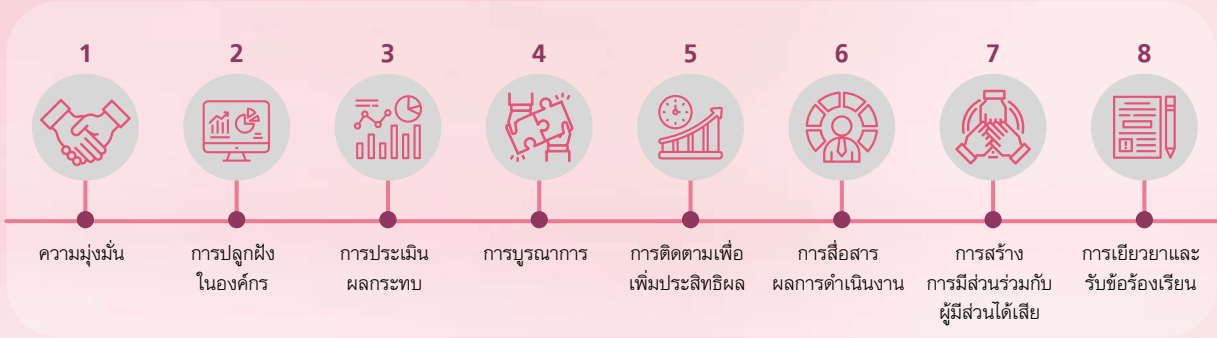 1
ความมุ่งมั่น
2
การปลูกฝัง
ในองค์กร
3
การประเมิน
ผลกระทบ
4
การบูรณาการ
5
การติดตามเพื่อ
เพิ่มประสิทธิผล
6
การสื่อสาร
ผลการดำเนินงาน
7
การสร้าง
การมีส่วนร่วมกับ
ผู้มีส่วนได้เสีย
8
การเยียวยาและ
รับข้อร้องเรียน